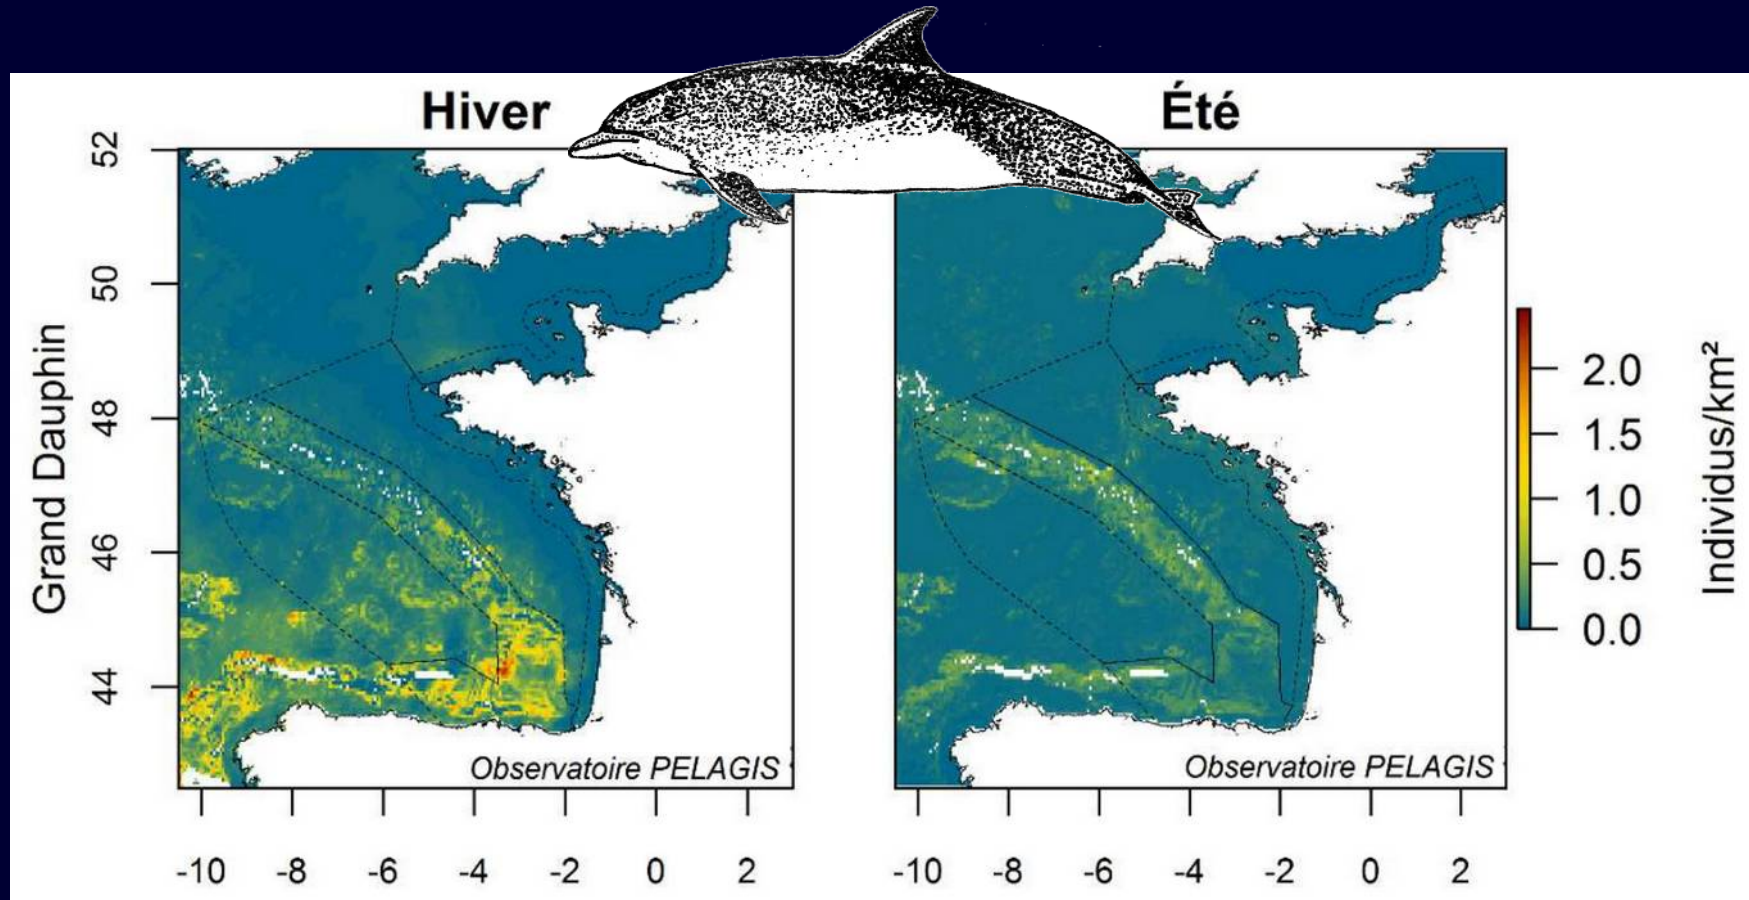 Hiver
Été
Grand Dauphin
52
50
48
46
44
Observatoire PELAGIS
-10 -8 -6 -4 -2 0 2
Observatoire PELAGIS
-10 -8 -6 -4 -2 0 2
2.0
1.5
1.0
0.5
0.0
Individus/km²